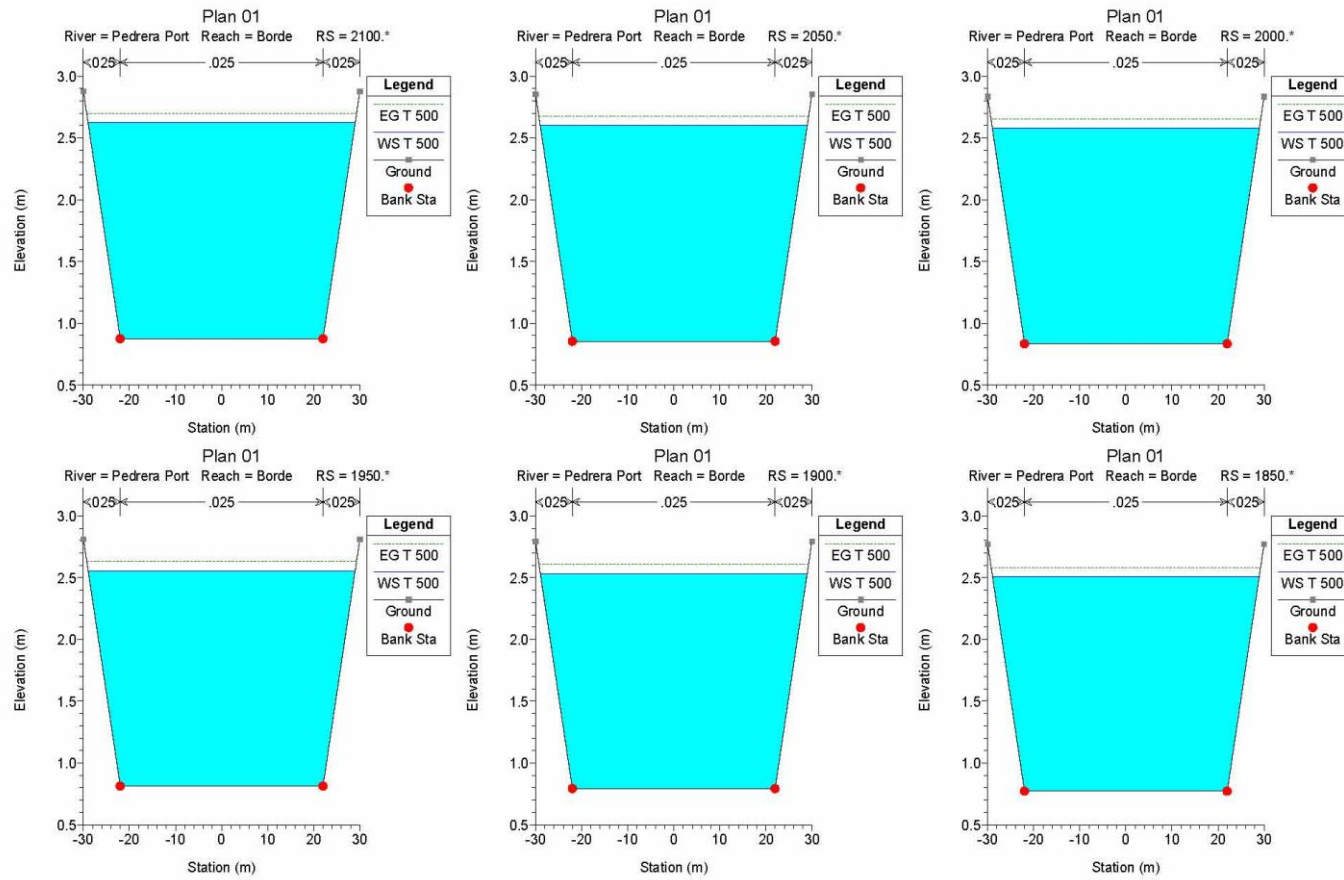 Plan 01
River = Pedrera Port Reach = Borde RS = 2100.*
.025 .025 .025
Legend
EG T 500
WS T 500
Ground
Bank Sta
3.0
2.5
2.0
1.5
1.0
0.5
Elevation (m)
-30 -20 -10 0 10 20 30
Station (m)
Plan 01
River = Pedrera Port Reach = Borde RS = 2050.*
.025 .025 .025
Legend
EG T 500
WS T 500
Ground
Bank Sta
3.0
2.5
2.0
1.5
1.0
0.5
Elevation (m)
-30 -20 -10 0 10 20 30
Station (m)
Plan 01
River = Pedrera Port Reach = Borde RS = 2000.*
.025 .025 .025
Legend
EG T 500
WS T 500
Ground
Bank Sta
3.0
2.5
2.0
1.5
1.0
0.5
Elevation (m)
-30 -20 -10 0 10 20 30
Station (m)
Plan 01
River = Pedrera Port Reach = Borde RS = 1950.*
.025 .025 .025
Legend
EG T 500
WS T 500
Ground
Bank Sta
3.0
2.5
2.0
1.5
1.0
0.5
Elevation (m)
-30 -20 -10 0 10 20 30
Station (m)
Plan 01
River = Pedrera Port Reach = Borde RS = 1900.*
.025 .025 .025
Legend
EG T 500
WS T 500
Ground
Bank Sta
3.0
2.5
2.0
1.5
1.0
0.5
Elevation (m)
-30 -20 -10 0 10 20 30
Station (m)
Plan 01
River = Pedrera Port Reach = Borde RS = 1850.*
.025 .025 .025
Legend
EG T 500
WS T 500
Ground
Bank Sta
3.0
2.5
2.0
1.5
1.0
0.5
Elevation (m)
-30 -20 -10 0 10 20 30
Station (m)